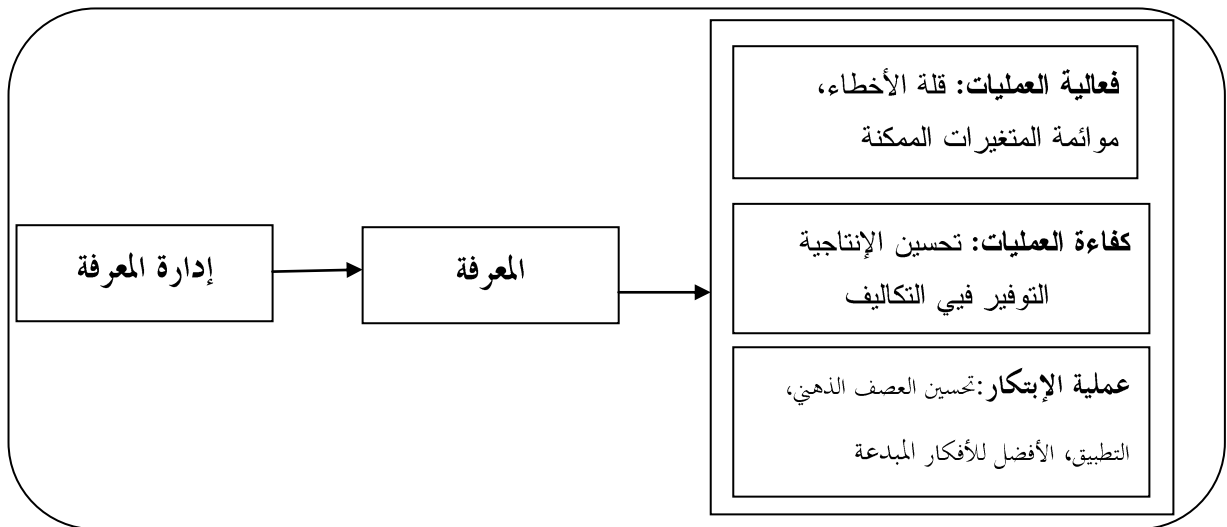 فعالية العمليات: قلة الأخطاء،
موائمة المتغيرات الممكنة
إدارة المعرفة
المعرفة
كفاءة العمليات: تحسين الإنتاجية
التوفير فيي التكاليف
عملية الإبتكار:تحسين العصف الذهني،
التطبيق، الأفضل للأفكار المبدعة